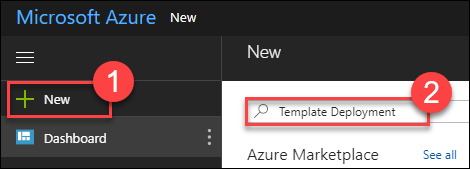 Microsoft Azure New
New
1
New
Template Deployment
2
Dashboard
Azure Marketplace
See all